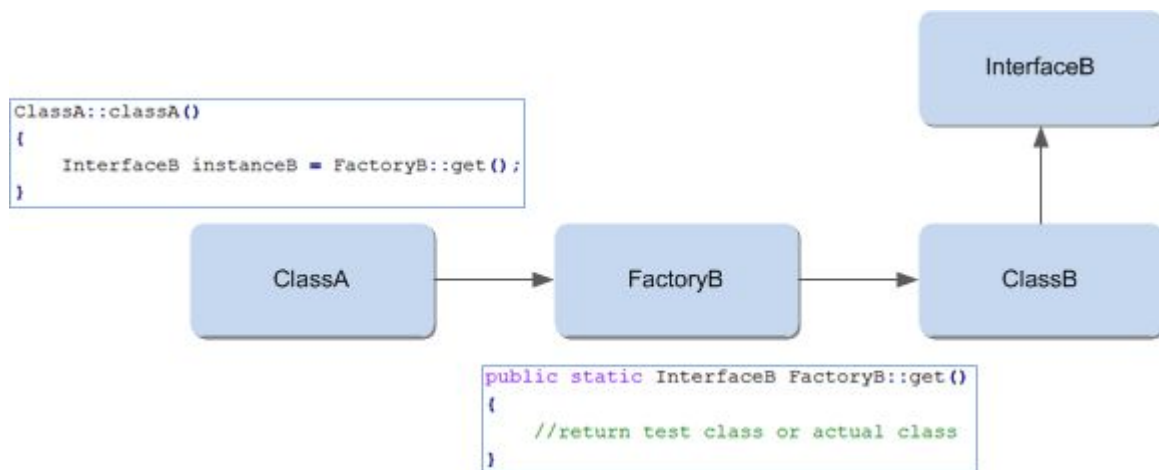 InterfaceB
ClassA::classA()
{
InterfaceB instanceB = FactoryB::get();
}
ClassA
FactoryB
ClassB
public static InterfaceB FactoryB::get()
{
//return test class or actual class
}